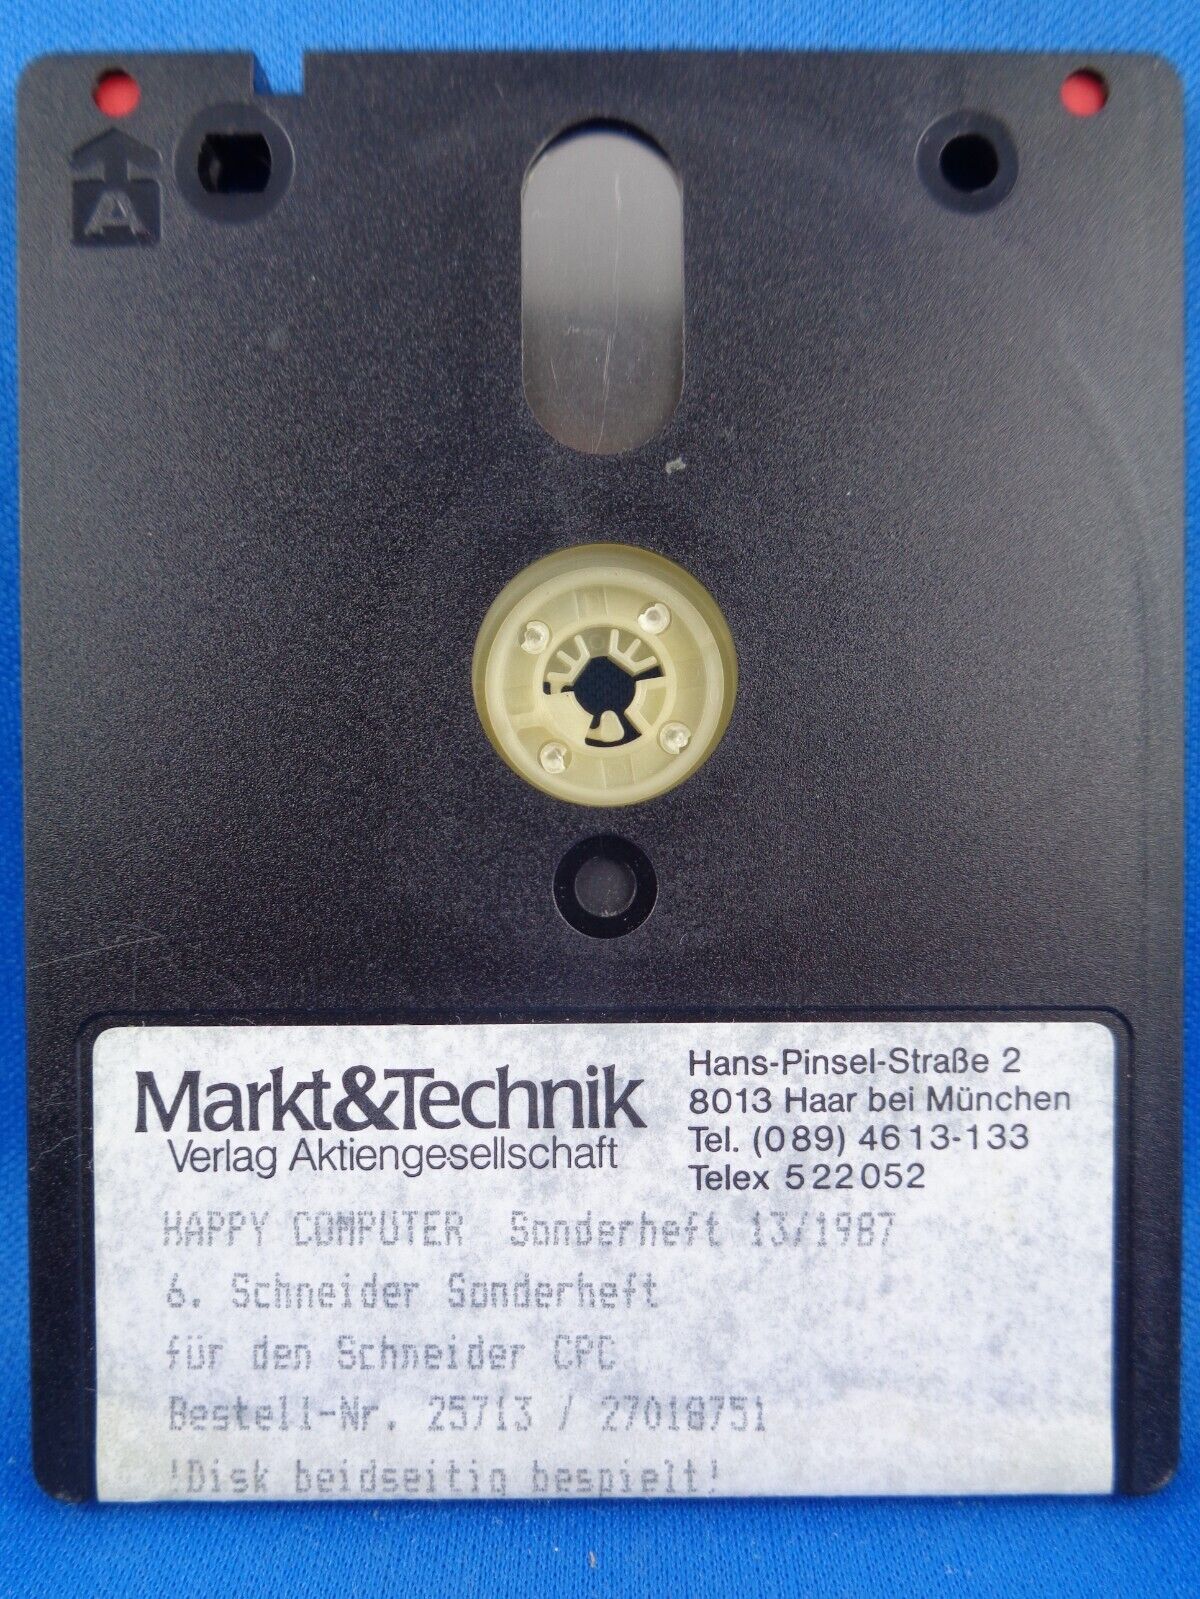 A
Markt&Technik
Verlag Aktiengesellschaft
Hans-Pinsel-Straße 2
8013 Haar bei München
Tel. (089) 4613-133
Telex 522052
HAPPY COMPUTER Sonderheft 13/1987
6. Schneider Sonderheft
für den Schneider CPC
Bestell-Nr. 25713 / 27018751
!Disk beidseitig bespielt!